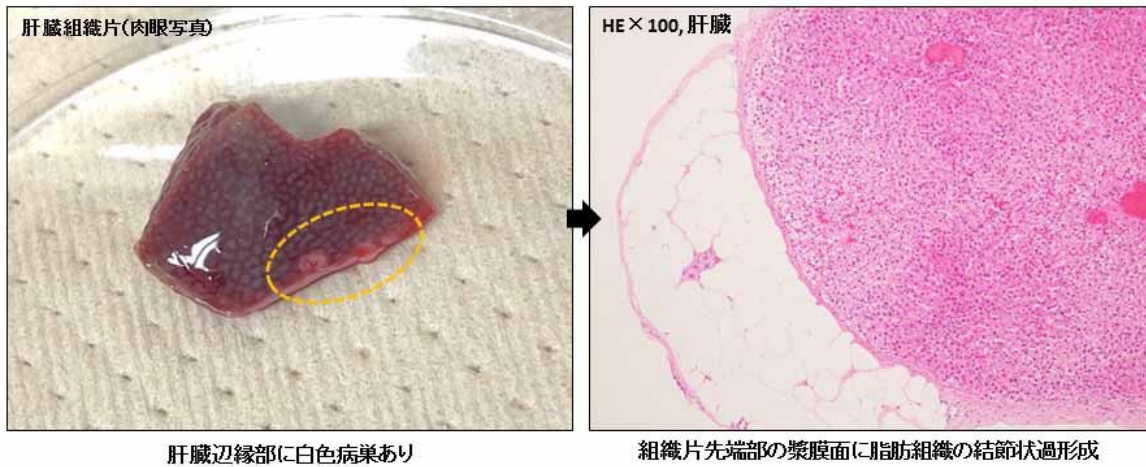 肝臓組織片(肉眼写真)
HE×100, 肝臓
肝臓辺縁部に白色病巣あり
組織片先端部の漿膜面に脂肪組織の結節状過形成